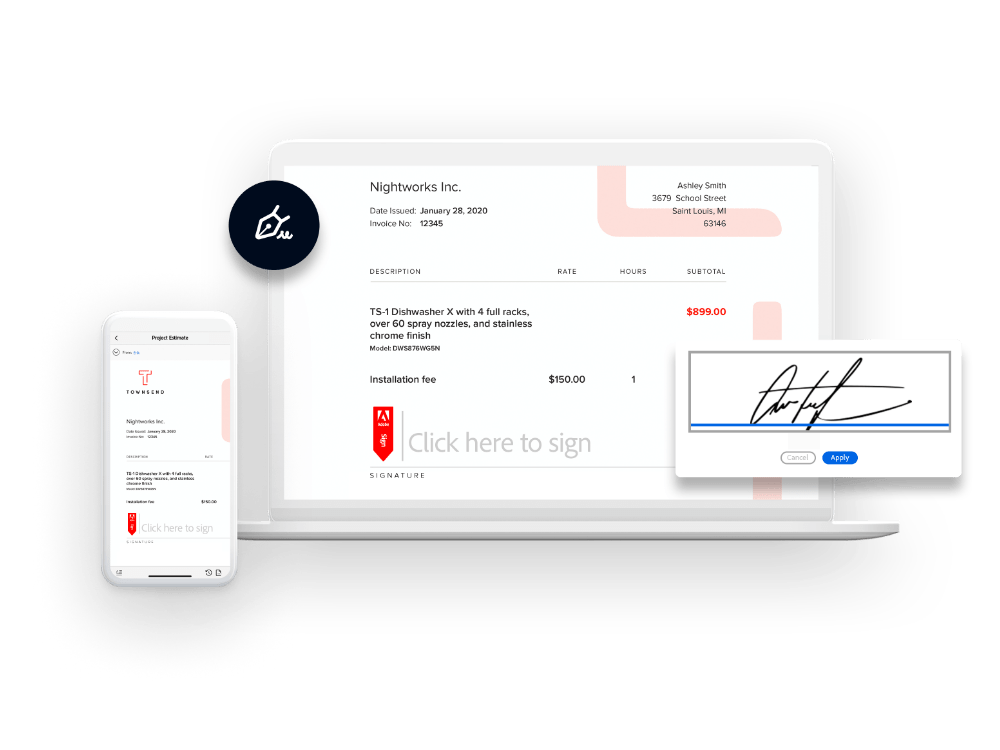 Nightworks Inc.
Date Issued: January 28, 2020
Invoice No: 12345
Ashley Smith
3679 School Street
Saint Louis, MI
63146
DESCRIPTION RATE HOURS SUBTOTAL
TS-1 Dishwasher X with 4 full racks, $899.00
over 60 spray nozzles, and stainless
chrome finish
Model: DWS876WG5N
Installation fee $150.00 1
Adobe
Sign
Click here to sign
SIGNATURE
Cancel Apply
Project Estimate
From:
TOWNSEND
Nightworks Inc.
Date Issued: January 28, 2020
Invoice No: 12345
DESCRIPTION RATE
TS-1 Dishwasher X with 4 full racks,
over 60 spray nozzles, and stainless
chrome finish
Installation fee $150.00
Click here to sign
SIGNATURE